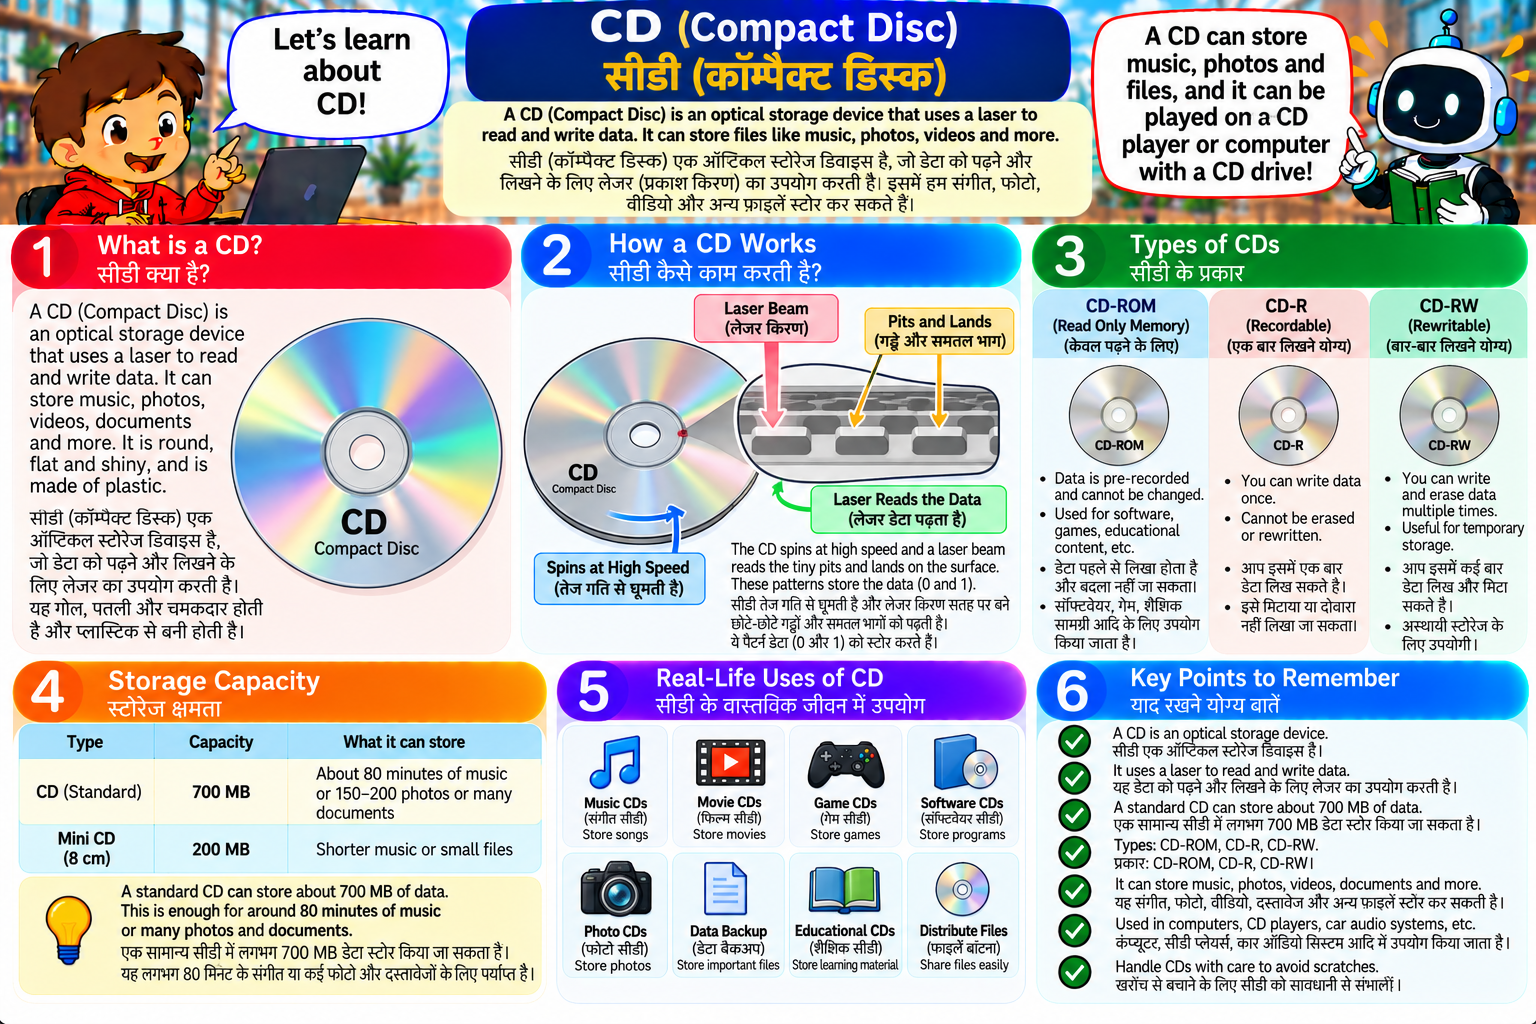 Let's learn
about
CD!
CD (Compact Disc)
सीडी (कॉम्पैक्ट डिस्क)
A CD (Compact Disc) is an optical storage device that uses a laser to
read and write data. It can store files like music, photos, videos and more.
सीडी (कॉम्पैक्ट डिस्क) एक ऑप्टिकल स्टोरेज डिवाइस है, जो डेटा को पढ़ने और
लिखने के लिए लेजर (प्रकाश किरण) का उपयोग करती है। इसमें हम संगीत, फोटो,
वीडियो और अन्य फ़ाइलें स्टोर कर सकते हैं।
A CD can store
music, photos and
files, and it can be
played on a CD
player or computer
with a CD drive!
1 What is a CD?
सीडी क्या है?
A CD (Compact Disc) is
an optical storage device
that uses a laser to read
and write data. It can
store music, photos,
videos, documents
and more. It is round,
flat and shiny, and is
made of plastic.
सीडी (कॉम्पैक्ट डिस्क) एक
ऑप्टिकल स्टोरेज डिवाइस है,
जो डेटा को पढ़ने और लिखने के
लिए लेजर का उपयोग करती है।
यह गोल, पतली और चमकदार होती
है और प्लास्टिक से बनी होती है।
CD
Compact Disc
2 How a CD Works
सीडी कैसे काम करती है?
Laser Beam
(लेजर किरण)
Pits and Lands
(गड्ढे और समतल भाग)
CD
Compact Disc
Laser Reads the Data
(लेजर डेटा पढ़ता है)
Spins at High Speed
(तेज गति से घूमती है)
The CD spins at high speed and a laser beam
reads the tiny pits and lands on the surface.
These patterns store the data (0 and 1).
सीडी तेज गति से घूमती है और लेजर किरण सतह पर बने
छोटे-छोटे गड्ढों और समतल भागों को पढ़ती है।
ये पैटर्न डेटा (0 और 1) को स्टोर करते हैं।
3 Types of CDs
सीडी के प्रकार
CD-ROM
(Read Only Memory)
(केवल पढ़ने के लिए)
CD-ROM
• Data is pre-recorded
and cannot be changed.
• Used for software,
games, educational
content, etc.
• डेटा पहले से लिखा होता है
और बदला नहीं जा सकता।
• सॉफ्टवेयर, गेम, शैक्षिक
सामग्री आदि के लिए उपयोग
किया जाता है।
CD-R
(Recordable)
(एक बार लिखने योग्य)
CD-R
• You can write data
once.
• Cannot be erased
or rewritten.
• आप इसमें एक बार
डेटा लिख सकते है।
• इसे मिटाया या दोवारा
नहीं लिखा जा सकता।
CD-RW
(Rewritable)
(बार-बार लिखने योग्य)
CD-RW
• You can write
and erase data
multiple times.
• Useful for temporary
storage.
• आप इसमें कई बार
डेटा लिख और मिटा
सकते है।
• अस्थायी स्टोरेज के
लिए उपयोगी।
4 Storage Capacity
स्टोरेज क्षमता
Type Capacity What it can store
CD (Standard) 700 MB About 80 minutes of music
or 150–200 photos or many
documents
Mini CD
(8 cm) 200 MB Shorter music or small files
A standard CD can store about 700 MB of data.
This is enough for around 80 minutes of music
or many photos and documents.
एक सामान्य सीडी में लगभग 700 MB डेटा स्टोर किया जा सकता है।
यह लगभग 80 मिनट के संगीत या कई फोटो और दस्तावेजों के लिए पर्याप्त है।
5 Real-Life Uses of CD
सीडी के वास्तविक जीवन में उपयोग
Music CDs
(संगीत सीडी)
Store songs
Movie CDs
(फिल्म सीडी)
Store movies
Game CDs
(गेम सीडी)
Store games
Software CDs
(सॉफ्टवेयर सीडी)
Store programs
Photo CDs
(फोटो सीडी)
Store photos
Data Backup
(डेटा बैकअप)
Store important files
Educational CDs
(शैक्षिक सीडी)
Store learning material
Distribute Files
(फाइलें बांटना)
Share files easily
6 Key Points to Remember
याद रखने योग्य बातें
A CD is an optical storage device.
सीडी एक ऑप्टिकल स्टोरेज डिवाइस है।
It uses a laser to read and write data.
यह डेटा को पढ़ने और लिखने के लिए लेजर का उपयोग करती है।
A standard CD can store about 700 MB of data.
एक सामान्य सीडी में लगभग 700 MB डेटा स्टोर किया जा सकता है।
Types: CD-ROM, CD-R, CD-RW.
प्रकार: CD-ROM, CD-R, CD-RW।
It can store music, photos, videos, documents and more.
यह संगीत, फोटो, वीडियो, दस्तावेज और अन्य फ़ाइलें स्टोर कर सकती है।
Used in computers, CD players, car audio systems, etc.
कंप्यूटर, सीडी प्लेयर्स, कार ऑडियो सिस्टम आदि में उपयोग किया जाता है।
Handle CDs with care to avoid scratches.
खरोंच से बचाने के लिए सीडी को सावधानी से संभालें।